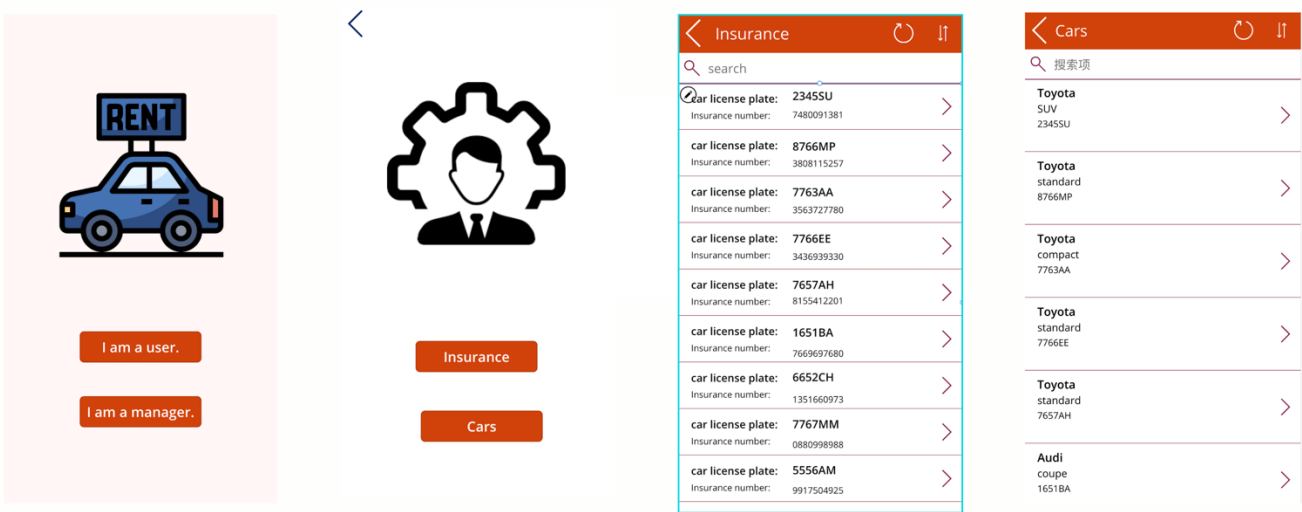 RENT
I am a user.
I am a manager.
Insurance
Cars
Insurance
search
car license plate: 2345SU
Insurance number: 7480091381
car license plate: 8766MP
Insurance number: 3808115257
car license plate: 7763AA
Insurance number: 3563727780
car license plate: 7766EE
Insurance number: 3436939330
car license plate: 7657AH
Insurance number: 8155412201
car license plate: 1651BA
Insurance number: 7669697680
car license plate: 6652CH
Insurance number: 1351660973
car license plate: 7767MM
Insurance number: 0880998988
car license plate: 5556AM
Insurance number: 9917504925
Cars
搜索项
Toyota
SUV
2345SU
Toyota
standard
8766MP
Toyota
compact
7763AA
Toyota
standard
7766EE
Toyota
standard
7657AH
Audi
coupe
1651BA